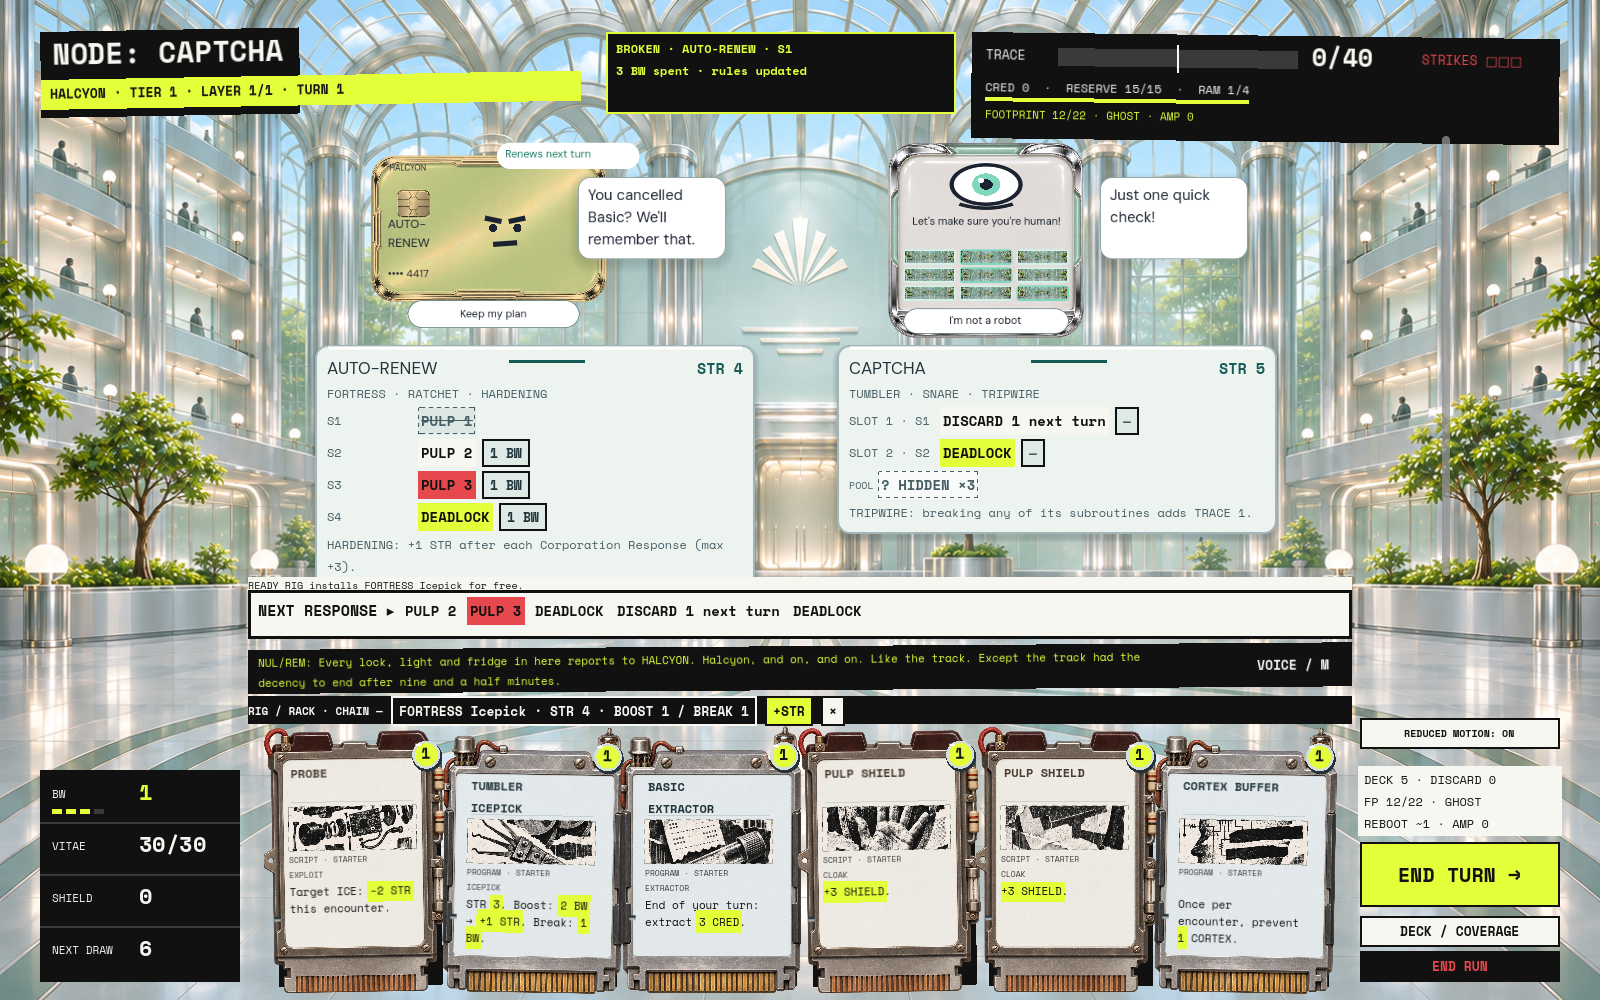 NODE: CAPTCHA
HALCYON · TIER 1 · LAYER 1/1 · TURN 1
BROKEN · AUTO-RENEW · S1
3 BW spent · rules updated
TRACE 0/40 STRIKES □□□
CRED 0 · RESERVE 15/15 · RAM 1/4
FOOTPRINT 12/22 · GHOST · AMP 0
HALCYON
Renews next turn
AUTO-
RENEW
•••• 4417
Keep my plan
You cancelled
Basic? We'll
remember that.
Let's make sure you're human!
I'm not a robot
Just one quick
check!
AUTO-RENEW STR 4
FORTRESS · RATCHET · HARDENING
S1 PULP 1
S2 PULP 2 1 BW
S3 PULP 3 1 BW
S4 DEADLOCK 1 BW
HARDENING: +1 STR after each Corporation Response (max
+3).
CAPTCHA STR 5
TUMBLER · SNARE · TRIPWIRE
SLOT 1 · S1 DISCARD 1 next turn —
SLOT 2 · S2 DEADLOCK —
POOL ? HIDDEN ×3
TRIPWIRE: breaking any of its subroutines adds TRACE 1.
READY RIG installs FORTRESS Icepick for free.
NEXT RESPONSE ▸ PULP 2 PULP 3 DEADLOCK DISCARD 1 next turn DEADLOCK
NUL/REM: Every lock, light and fridge in here reports to HALCYON. Halcyon, and on, and on. Like the track. Except the track had the
decency to end after nine and a half minutes.
VOICE / M
RIG / RACK · CHAIN — FORTRESS Icepick · STR 4 · BOOST 1 / BREAK 1 +STR ×
BW 1
VITAE 30/30
SHIELD 0
NEXT DRAW 6
1
PROBE
SCRIPT · STARTER
EXPLOIT
Target ICE: -2 STR
this encounter.
1
TUMBLER
ICEPICK
PROGRAM · STARTER
ICEPICK
STR 3. Boost: 2 BW
→ +1 STR. Break: 1
BW.
1
BASIC
EXTRACTOR
PROGRAM · STARTER
EXTRACTOR
End of your turn:
extract 3 CRED.
1
PULP SHIELD
SCRIPT · STARTER
CLOAK
+3 SHIELD.
1
PULP SHIELD
SCRIPT · STARTER
CLOAK
+3 SHIELD.
1
CORTEX BUFFER
PROGRAM · STARTER
Once per
encounter, prevent
1 CORTEX.
REDUCED MOTION: ON
DECK 5 · DISCARD 0
FP 12/22 · GHOST
REBOOT ~1 · AMP 0
END TURN →
DECK / COVERAGE
END RUN